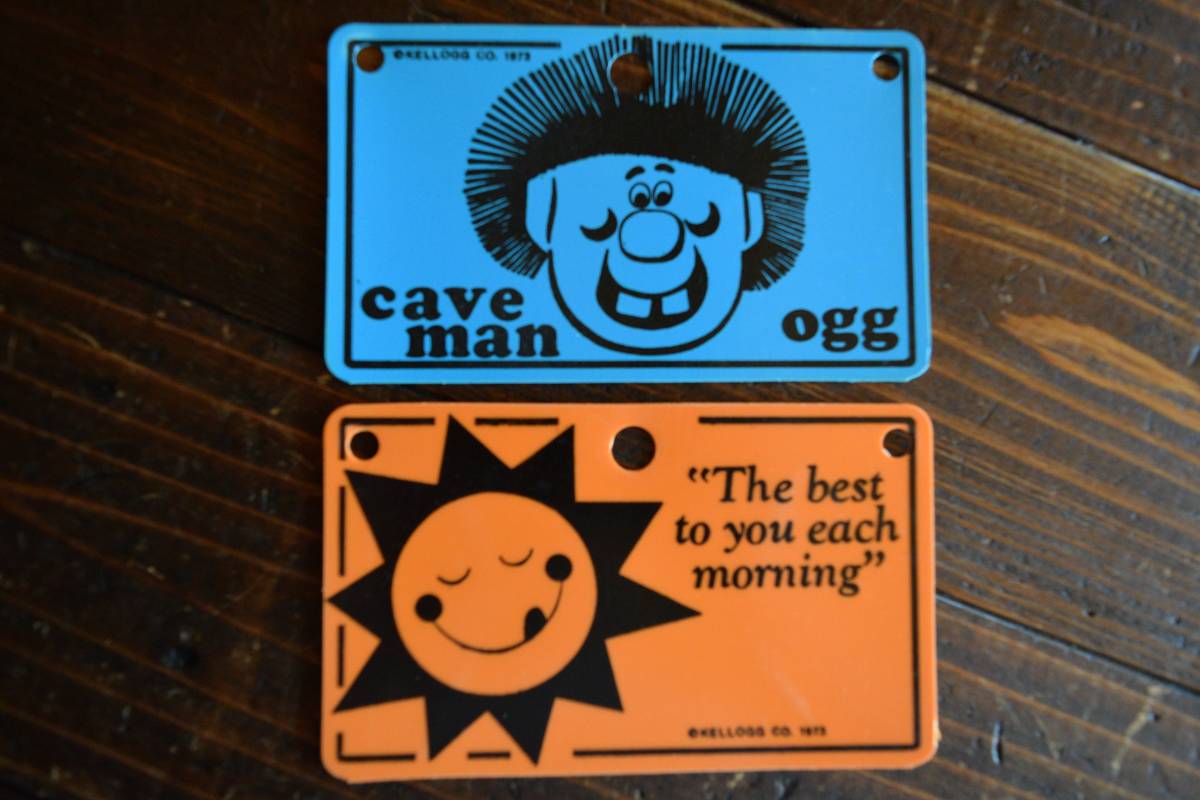 ©KELLOGG CO. 1973
cave
man
ogg
“The best
to you each
morning”
©KELLOGG CO. 1973